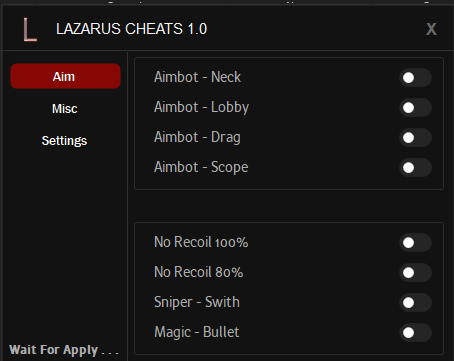 L LAZARUS CHEATS 1.0 X
Aim
Misc
Settings
Aimbot - Neck
Aimbot - Lobby
Aimbot - Drag
Aimbot - Scope
No Recoil 100%
No Recoil 80%
Sniper - Swith
Magic - Bullet
Wait For Apply . . .